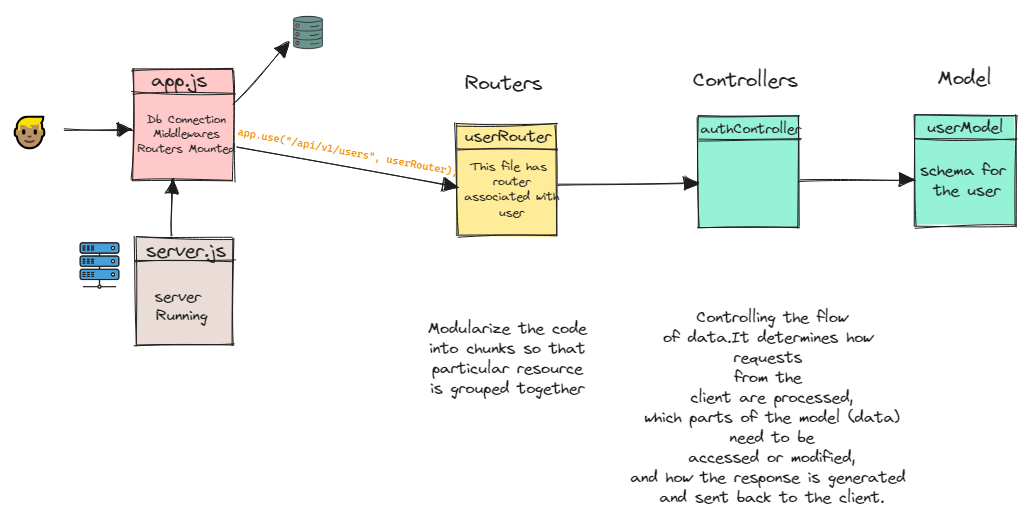 app.js
Db Connection
Middlewares
Routers Mounted
app.use("/api/v1/users", userRouter);
server.js
server
Running
Routers
userRouter
This file has
router
associated with
user
Modularize the code
into chunks so that
particular resource
is grouped together
Controllers
authController
Controlling the flow
of data.It determines how
requests
from the
client are processed,
which parts of the model (data)
need to be
accessed or modified,
and how the response is generated
and sent back to the client.
Model
userModel
schema for
the user